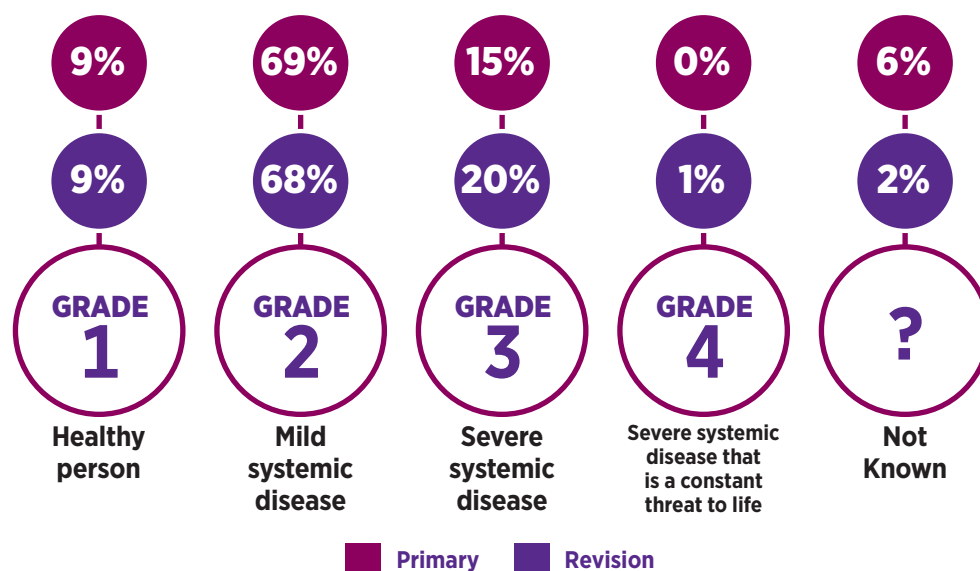 9% 69% 15% 0% 6%
9% 68% 20% 1% 2%
GRADE GRADE GRADE GRADE ?
1 2 3 4
Healthy
person
Mild
systemic
disease
Severe
systemic
disease
Severe systemic
disease that
is a constant
threat to life
Not
Known
Primary Revision